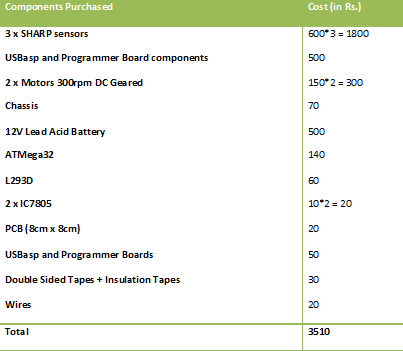 Components Purchased Cost (in Rs.)
3 x SHARP sensors 600*3 = 1800
USBasp and Programmer Board components 500
2 x Motors 300rpm DC Geared 150*2 = 300
Chassis 70
12V Lead Acid Battery 500
ATMega32 140
L293D 60
2 x IC7805 10*2 = 20
PCB (8cm x 8cm) 20
USBasp and Programmer Boards 50
Double Sided Tapes + Insulation Tapes 30
Wires 20
Total 3510